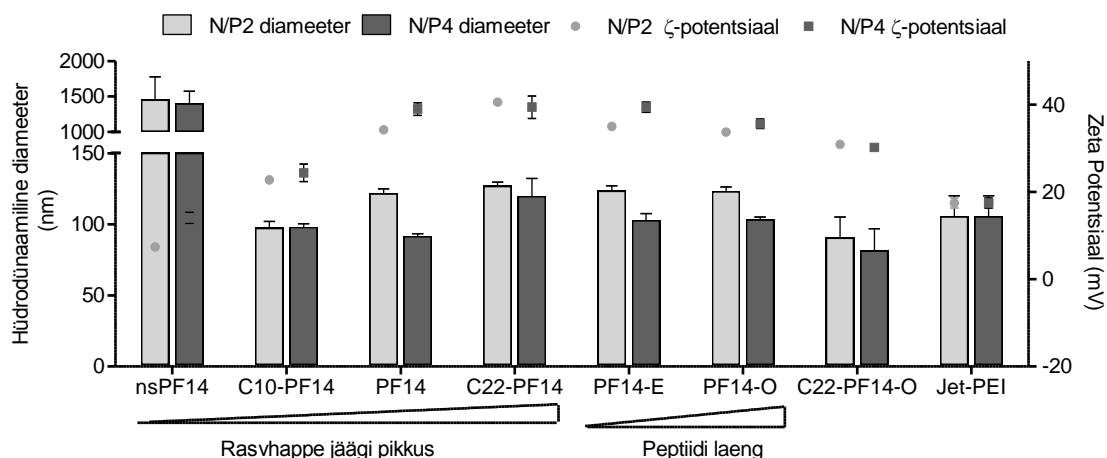 N/P2 diameeter N/P4 diameeter N/P2 ζ-potentsiaal N/P4 ζ-potentsiaal
Hüdrodünaamiline diameeter
(nm)
2000
1500
1000
150
100
50
0
40
20
0
-20
Zeta Potentsiaal (mV)
nsPF14 C10-PF14 PF14 C22-PF14 PF14-E PF14-O C22-PF14-O Jet-PEI
Rasvhappe jäägi pikkus Peptiidi laeng